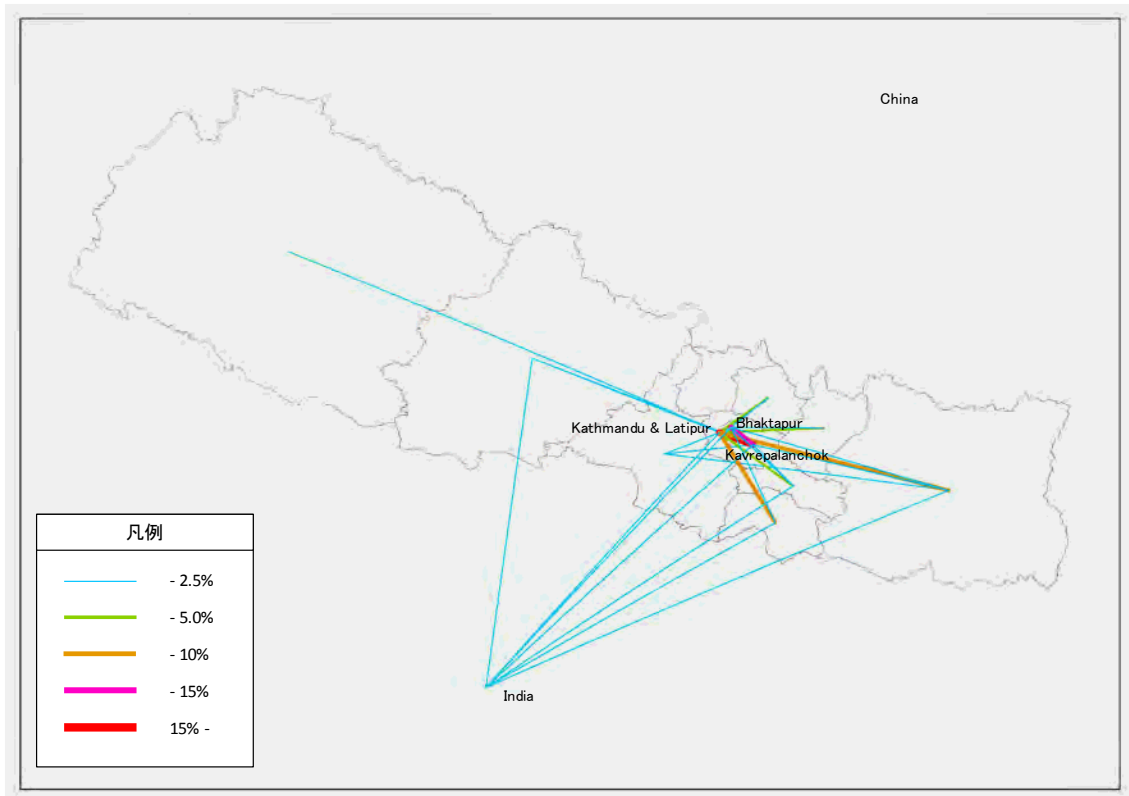 China
Kathmandu & Latipur
Bhaktapur
Kavrepalanchok
India
凡例
- 2.5%
- 5.0%
- 10%
- 15%
15% -